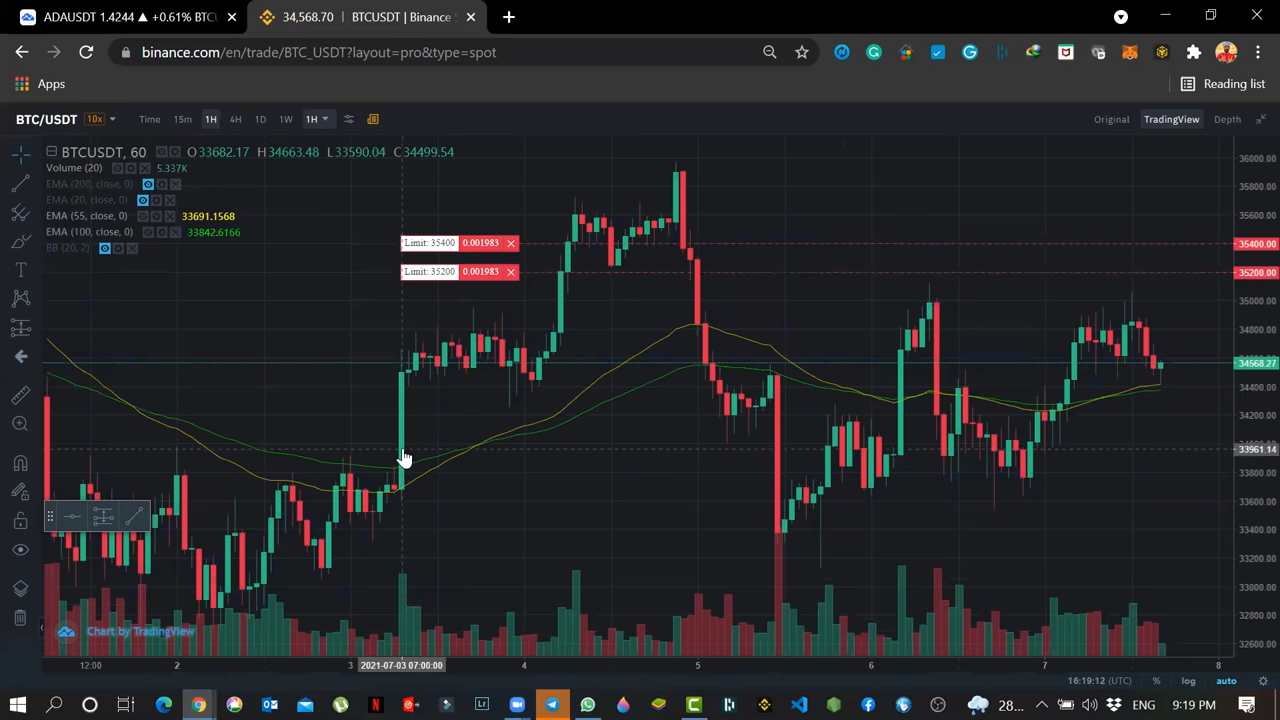 ADAUSDT 1.4244 ▲ +0.61% BTCU
34,568.70 | BTCUSDT | Binance S
binance.com/en/trade/BTC_USDT?layout=pro&type=spot
Apps
Reading list
BTC/USDT 10x Time 15m 1H 4H 1D 1W 1H Original TradingView Depth
BTCUSDT, 60 O33682.17 H34663.48 L33590.04 C34499.54
Volume (20) 5.337K
EMA (200, close, 0)
EMA (20, close, 0)
EMA (55, close, 0) 33691.1568
EMA (100, close, 0) 33842.6166
BB (20, 2)
Limit: 35400 0.001983
Limit: 35200 0.001983
36000.00
35800.00
35600.00
35400.00
35200.00
35000.00
34800.00
34568.27
34400.00
34200.00
34000.00
33961.14
33800.00
33600.00
33400.00
33200.00
33000.00
32800.00
32600.00
Chart by TradingView
12:00 2 3 2021-07-03 07:00:00 4 5 6 7 8
16:19:12 (UTC) % log auto
28... 9:19 PM